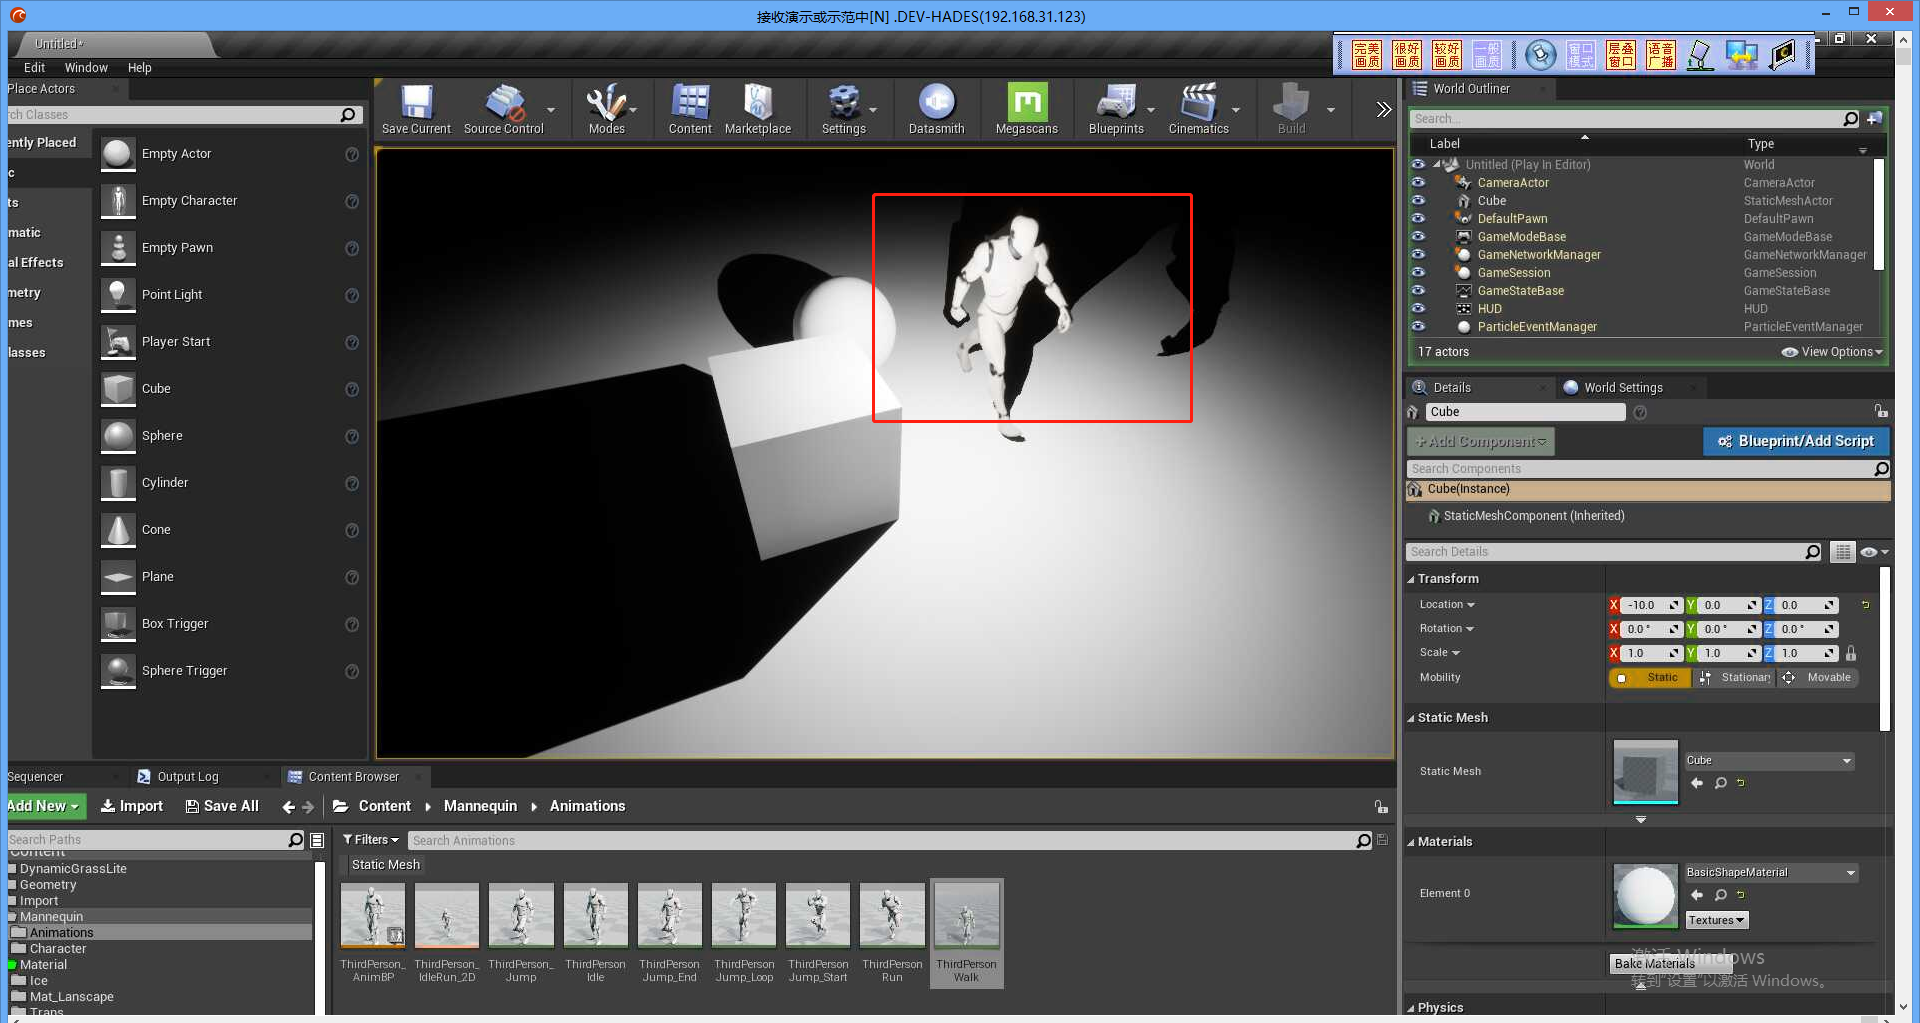 接收演示或示范中[N] .DEV-HADES(192.168.31.123)
Untitled*
完美画质
很好画质
较好画质
一般画质
窗口模式
层叠窗口
语音广播
Edit Window Help
Place Actors
rch Classes
ently Placed
c
ts
matic
al Effects
metry
mes
lasses
Empty Actor
Empty Character
Empty Pawn
Point Light
Player Start
Cube
Sphere
Cylinder
Cone
Plane
Box Trigger
Sphere Trigger
Save Current
Source Control
Modes
Content
Marketplace
Settings
Datasmith
Megascans
Blueprints
Cinematics
Build
World Outliner
Search...
Label Type
Untitled (Play In Editor) World
CameraActor CameraActor
Cube StaticMeshActor
DefaultPawn DefaultPawn
GameModeBase GameModeBase
GameNetworkManager GameNetworkManager
GameSession GameSession
GameStateBase GameStateBase
HUD HUD
ParticleEventManager ParticleEventManager
17 actors View Options
Details World Settings
Cube
+Add Component Blueprint/Add Script
Search Components
Cube(Instance)
StaticMeshComponent (Inherited)
Search Details
Transform
Location X -10.0 Y 0.0 Z 0.0
Rotation X 0.0 ° Y 0.0 ° Z 0.0 °
Scale X 1.0 Y 1.0 Z 1.0
Mobility Static Stationary Movable
Static Mesh
Static Mesh Cube
Materials
Element 0 BasicShapeMaterial
Textures
Bake Materials
激活 Windows
转到"设置"以激活 Windows。
Physics
Sequencer Output Log Content Browser
Add New Import Save All Content Mannequin Animations
Search Paths
Content
DynamicGrassLite
Geometry
Import
Mannequin
Animations
Character
Material
Ice
Mat_Lanscape
Trans
Filters Search Animations
Static Mesh
ThirdPerson_AnimBP
ThirdPerson_IdleRun_2D
ThirdPerson_Jump
ThirdPerson Idle
ThirdPerson Jump_End
ThirdPerson Jump_Loop
ThirdPerson Jump_Start
ThirdPerson Run
ThirdPerson Walk